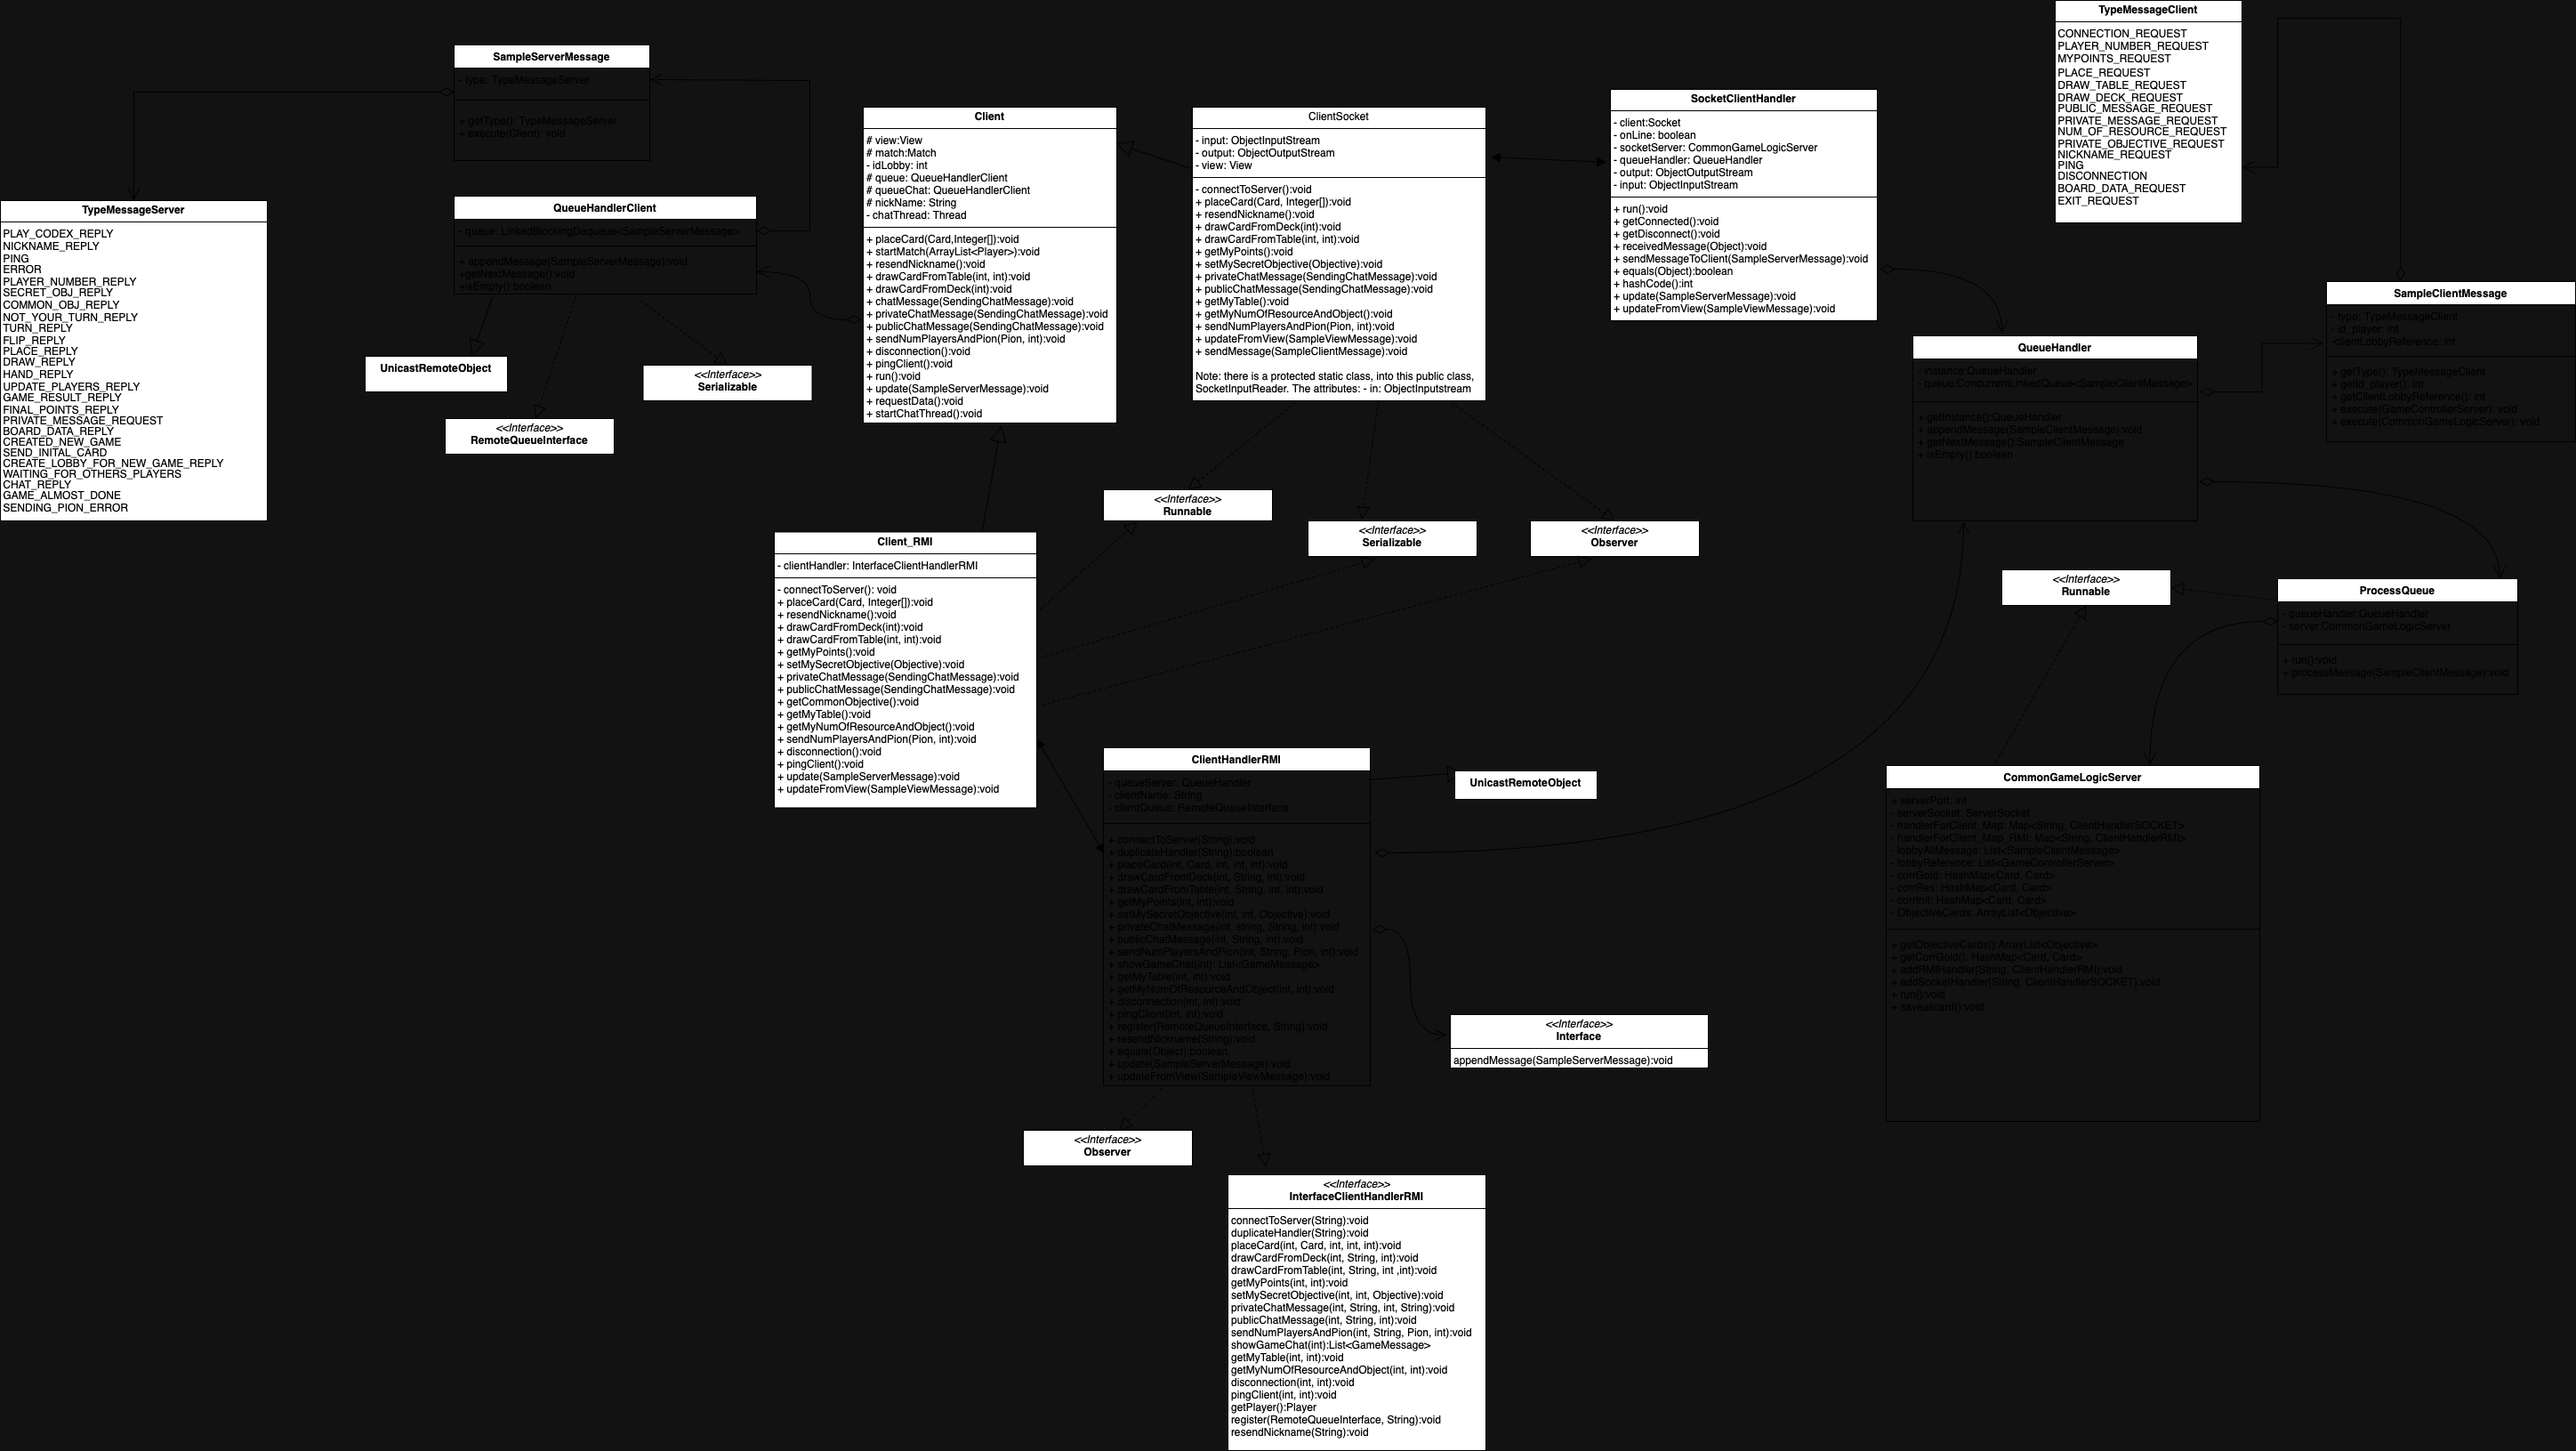 TypeMessageClient
CONNECTION_REQUEST
PLAYER_NUMBER_REQUEST
MYPOINTS_REQUEST
PLACE_REQUEST
DRAW_TABLE_REQUEST
DRAW_DECK_REQUEST
PUBLIC_MESSAGE_REQUEST
PRIVATE_MESSAGE_REQUEST
NUM_OF_RESOURCE_REQUEST
PRIVATE_OBJECTIVE_REQUEST
NICKNAME_REQUEST
PING
DISCONNECTION
BOARD_DATA_REQUEST
EXIT_REQUEST
SampleServerMessage
- type: TypeMessageServer
+ getType(): TypeMessageServer
+ execute(Client): void
TypeMessageServer
PLAY_CODEX_REPLY
NICKNAME_REPLY
PING
ERROR
PLAYER_NUMBER_REPLY
SECRET_OBJ_REPLY
COMMON_OBJ_REPLY
NOT_YOUR_TURN_REPLY
TURN_REPLY
FLIP_REPLY
PLACE_REPLY
DRAW_REPLY
HAND_REPLY
UPDATE_PLAYERS_REPLY
GAME_RESULT_REPLY
FINAL_POINTS_REPLY
PRIVATE_MESSAGE_REQUEST
BOARD_DATA_REPLY
CREATED_NEW_GAME
SEND_INITAL_CARD
CREATE_LOBBY_FOR_NEW_GAME_REPLY
WAITING_FOR_OTHERS_PLAYERS
CHAT_REPLY
GAME_ALMOST_DONE
SENDING_PION_ERROR
QueueHandlerClient
- queue: LinkedBlockingDequeue<SampleServerMessage>
+ appendMessage(SampleServerMessage):void
+getNextMessage():void
+isEmpty():boolean
UnicastRemoteObject
<<Interface>>
Serializable
<<Interface>>
RemoteQueueInterface
Client
# view:View
# match:Match
- idLobby: int
# queue: QueueHandlerClient
# queueChat: QueueHandlerClient
# nickName: String
- chatThread: Thread
+ placeCard(Card,Integer[]):void
+ startMatch(ArrayList<Player>):void
+ resendNickname():void
+ drawCardFromTable(int, int):void
+ drawCardFromDeck(int):void
+ chatMessage(SendingChatMessage):void
+ privateChatMessage(SendingChatMessage):void
+ publicChatMessage(SendingChatMessage):void
+ sendNumPlayersAndPion(Pion, int):void
+ disconnection():void
+ pingClient():void
+ run():void
+ update(SampleServerMessage):void
+ requestData():void
+ startChatThread():void
ClientSocket
- input: ObjectInputStream
- output: ObjectOutputStream
- view: View
- connectToServer():void
+ placeCard(Card, Integer[]):void
+ resendNickname():void
+ drawCardFromDeck(int):void
+ drawCardFromTable(int, int):void
+ getMyPoints():void
+ setMySecretObjective(Objective):void
+ privateChatMessage(SendingChatMessage):void
+ publicChatMessage(SendingChatMessage):void
+ getMyTable():void
+ getMyNumOfResourceAndObject():void
+ sendNumPlayersAndPion(Pion, int):void
+ updateFromView(SampleViewMessage):void
+ sendMessage(SampleClientMessage):void
Note: there is a protected static class, into this public class,
SocketInputReader. The attributes: - in: ObjectInputstream
SocketClientHandler
- client:Socket
- onLine: boolean
- socketServer: CommonGameLogicServer
- queueHandler: QueueHandler
- output: ObjectOutputStream
- input: ObjectInputStream
+ run():void
+ getConnected():void
+ getDisconnect():void
+ receivedMessage(Object):void
+ sendMessageToClient(SampleServerMessage):void
+ equals(Object):boolean
+ hashCode():int
+ update(SampleServerMessage):void
+ updateFromView(SampleViewMessage):void
SampleClientMessage
- type: TypeMessageClient
- id_player: int
-clientLobbyReference: int
+ getType(): TypeMessageClient
+ getId_player(): int
+ getClientLobbyReference(): int
+ execute(GameControllerServer): void
+ execute(CommonGameLogicServer): void
QueueHandler
- instance:QueueHandler
- queue:ConcurrentLinkedQueue<SampleClientMessage>
+ getInstance():QueueHandler
+ appendMessage(SampleClientMessage):void
+ getNextMessage():SampleClientMessage
+ isEmpty():boolean
<<Interface>>
Runnable
<<Interface>>
Serializable
<<Interface>>
Observer
Client_RMI
- clientHandler: InterfaceClientHandlerRMI
- connectToServer(): void
+ placeCard(Card, Integer[]):void
+ resendNickname():void
+ drawCardFromDeck(int):void
+ drawCardFromTable(int, int):void
+ getMyPoints():void
+ setMySecretObjective(Objective):void
+ privateChatMessage(SendingChatMessage):void
+ publicChatMessage(SendingChatMessage):void
+ getCommonObjective():void
+ getMyTable():void
+ getMyNumOfResourceAndObject():void
+ sendNumPlayersAndPion(Pion, int):void
+ disconnection():void
+ pingClient():void
+ update(SampleServerMessage):void
+ updateFromView(SampleViewMessage):void
<<Interface>>
Runnable
ProcessQueue
- queueHandler:QueueHandler
- server:CommonGameLogicServer
+ run():void
+ processMessage(SampleClientMessage):void
ClientHandlerRMI
- queueServer: QueueHandler
- clientName: String
- clientQueue: RemoteQueueInterface
+ connectToServer(String):void
+ duplicateHandler(String):boolean
+ placeCard(int, Card, int, int, int):void
+ drawCardFromDeck(int, String, int):void
+ drawCardFromTable(int, String, int, int):void
+ getMyPoints(int, int):void
+ setMySecretObjective(int, int, Objective):void
+ privateChatMessage(int, string, String, int):void
+ publicChatMessage(int, String, int):void
+ sendNumPlayersAndPion(int, String, Pion, int):void
+ showGameChat(int): List<GameMessage>
+ getMyTable(int, int):void
+ getMyNumOfResourceAndObject(int, int):void
+ disconnection(int, int):void
+ pingClient(int, int):void
+ register(RemoteQueueInterface, String):void
+ resendNickname(String):void
+ equals(Object):boolean
+ update(SampleServerMessage):void
+ updateFromView(SampleViewMessage):void
UnicastRemoteObject
CommonGameLogicServer
+ serverPort: int
- serverSocket: ServerSocket
- handlerForClient_Map: Map<String, ClientHandlerSOCKET>
- handlerForClient_Map_RMI: Map<String, ClientHandlerRMI>
- lobbyAllMessage: List<SampleClientMessage>
- lobbyReference: List<GameControllerServer>
- corrGold: HashMap<Card, Card>
- corrRes: HashMap<Card, Card>
- corrInit: HashMap<Card, Card>
- ObjectiveCards: ArrayList<Objective>
+ getObjectiveCards():ArrayList<Objective>
+ getCorrGold(): HashMap<Card, Card>
+ addRMIHandler(String, ClientHandlerRMI):void
+ addSocketHandler(String, ClientHandlerSOCKET):void
+ run():void
+ saveallcard():void
<<Interface>>
Interface
appendMessage(SampleServerMessage):void
<<Interface>>
Observer
<<Interface>>
InterfaceClientHandlerRMI
connectToServer(String):void
duplicateHandler(String):void
placeCard(int, Card, int, int, int):void
drawCardFromDeck(int, String, int):void
drawCardFromTable(int, String, int ,int):void
getMyPoints(int, int):void
setMySecretObjective(int, int, Objective):void
privateChatMessage(int, String, int, String):void
publicChatMessage(int, String, int):void
sendNumPlayersAndPion(int, String, Pion, int):void
showGameChat(int):List<GameMessage>
getMyTable(int, int):void
getMyNumOfResourceAndObject(int, int):void
disconnection(int, int):void
pingClient(int, int):void
getPlayer():Player
register(RemoteQueueInterface, String):void
resendNickname(String):void